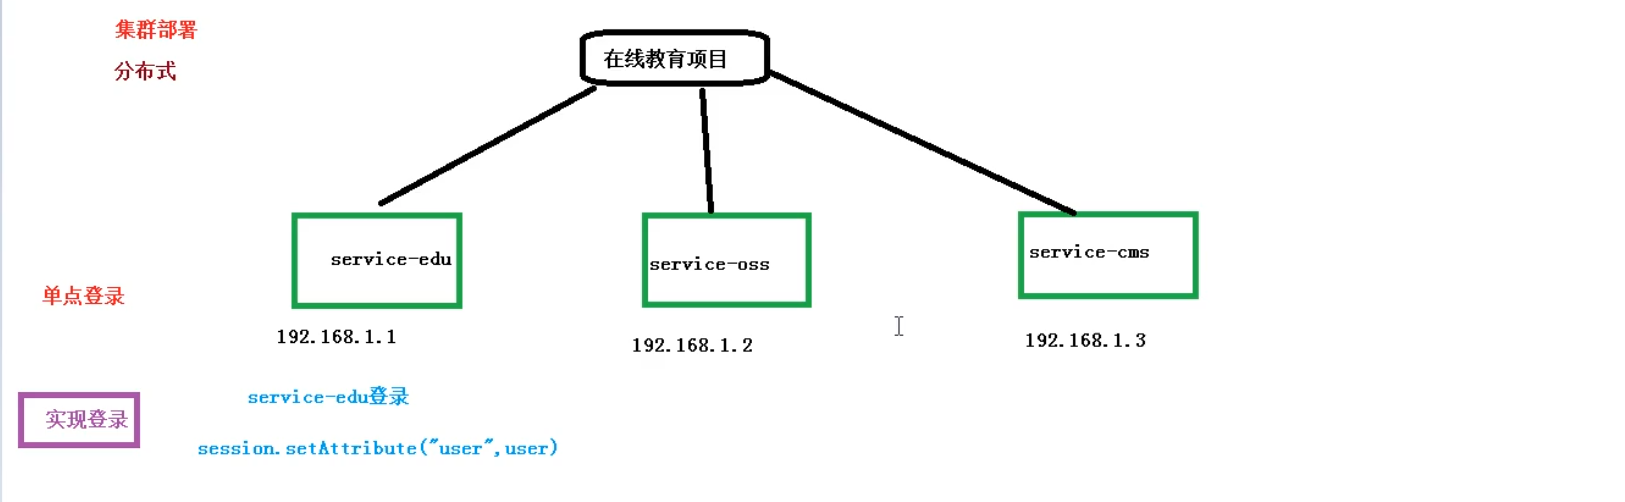 集群部署
分布式
在线教育项目
service-edu
service-oss
service-cms
单点登录
192.168.1.1
192.168.1.2
192.168.1.3
实现登录
service-edu登录
session.setAttribute("user",user)